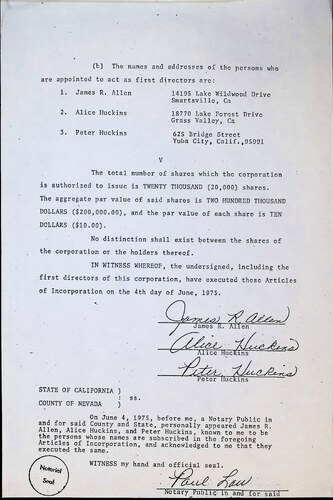 (b) The names and addresses of the persons who
are appointed to act as first directors are:
1. James R. Allen 14195 Lake Wildwood Drive
Smartsville, Ca
2. Alice Huckins 18770 Lake Forest Drive
Grass Valley, Ca
3. Peter Huckins 625 Bridge Street
Yuba City, Calif.,95991
V
The total number of shares which the corporation
is authorized to issue is TWENTY THOUSAND (20,000) shares.
The aggregate par value of said shares is TWO HUNDRED THOUSAND
DOLLARS ($200,000.00), and the par value of each share is TEN
DOLLARS ($10.00).
No distinction shall exist between the shares of
the corporation or the holders thereof.
IN WITNESS WHEREOF, the undersigned, including the
first directors of this corporation, have executed those Articles
of Incorporation on the 4th day of June, 1975.
James R Allen
James R. Allen
Alice Huckins
Alice Huckins
Peter Huckins
Peter Huckins
STATE OF CALIFORNIA )
: ss.
COUNTY OF NEVADA )
On June 4, 1975, before me, a Notary Public in
and for said County and State, personally appeared James R.
Allen, Alice Huckins, and Peter Huckins, known to me to be
the persons whose names are subscribed in the foregoing
Articles of Incorporation, and acknowledged to me that they
executed the same.
WITNESS my hand and official seal.
Notarial
Seal
Paul Law
Notary Public in and for said